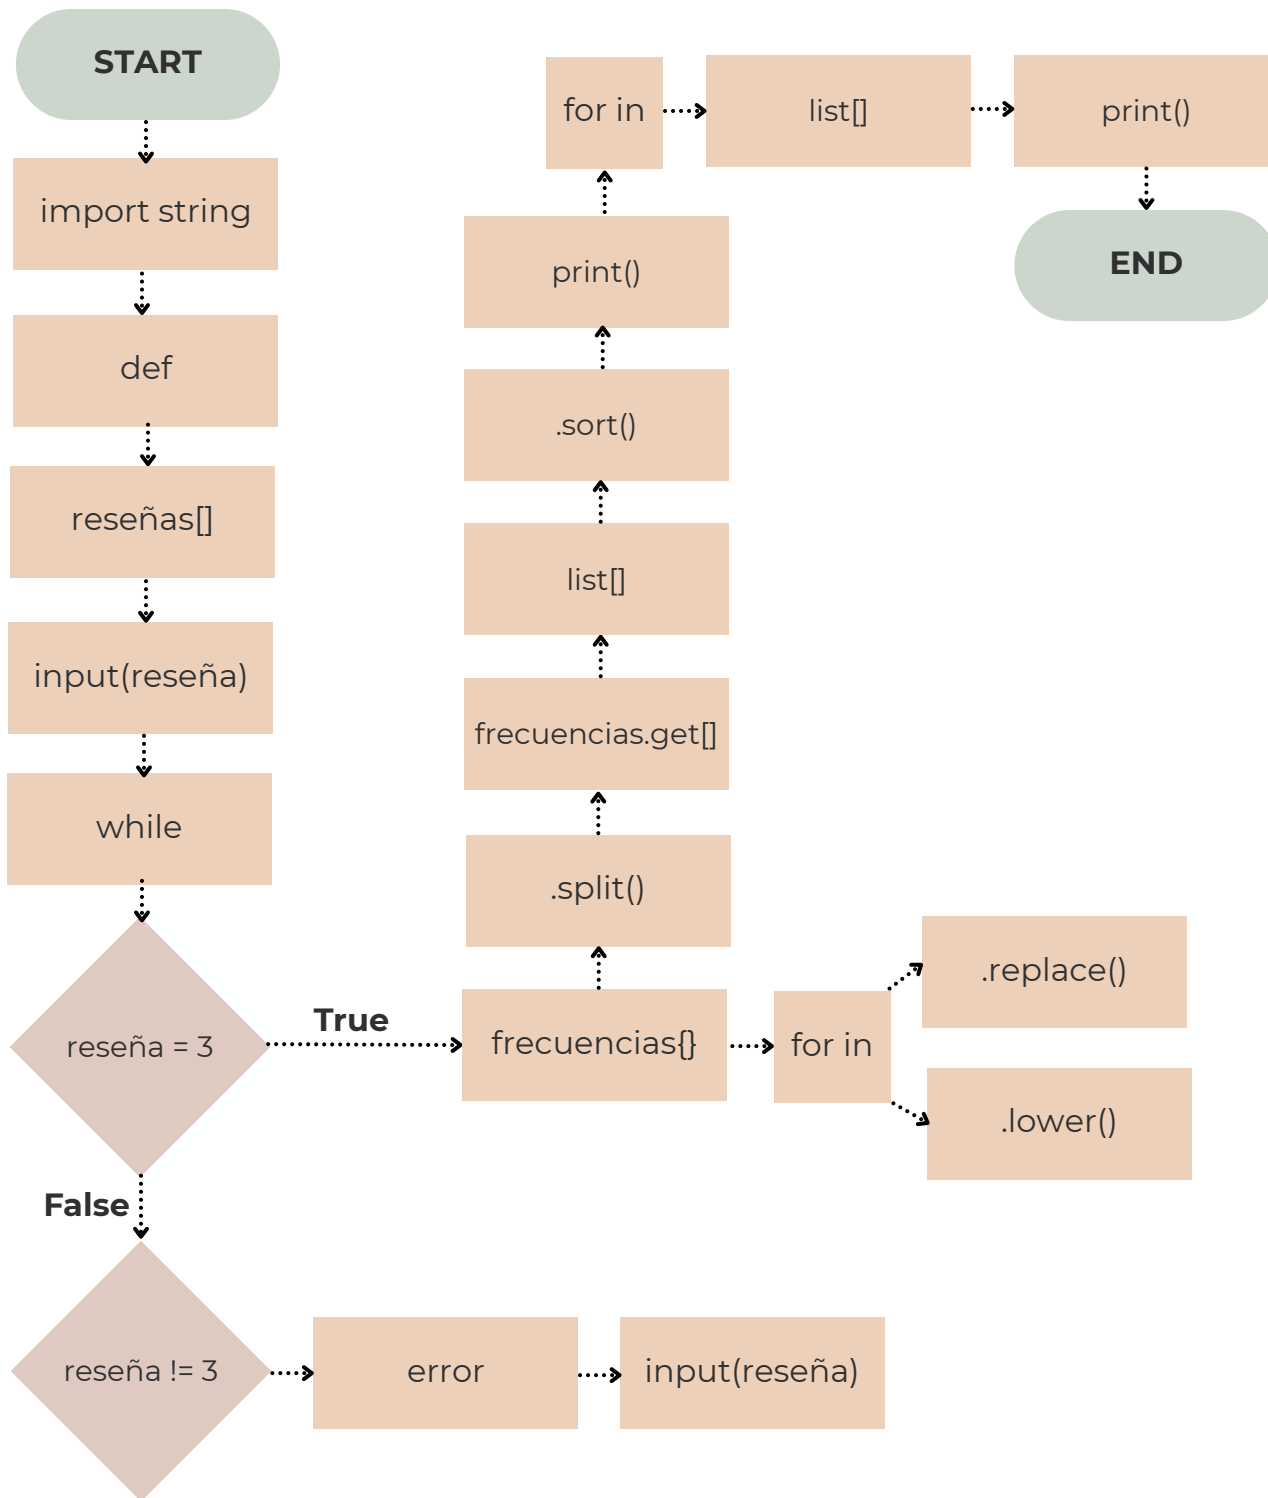 START
import string
def
reseñas[]
input(reseña)
while
reseña = 3
True
False
reseña != 3
error
input(reseña)
frecuencias{}
for in
.replace()
.lower()
.split()
frecuencias.get[]
list[]
.sort()
print()
for in
list[]
print()
END